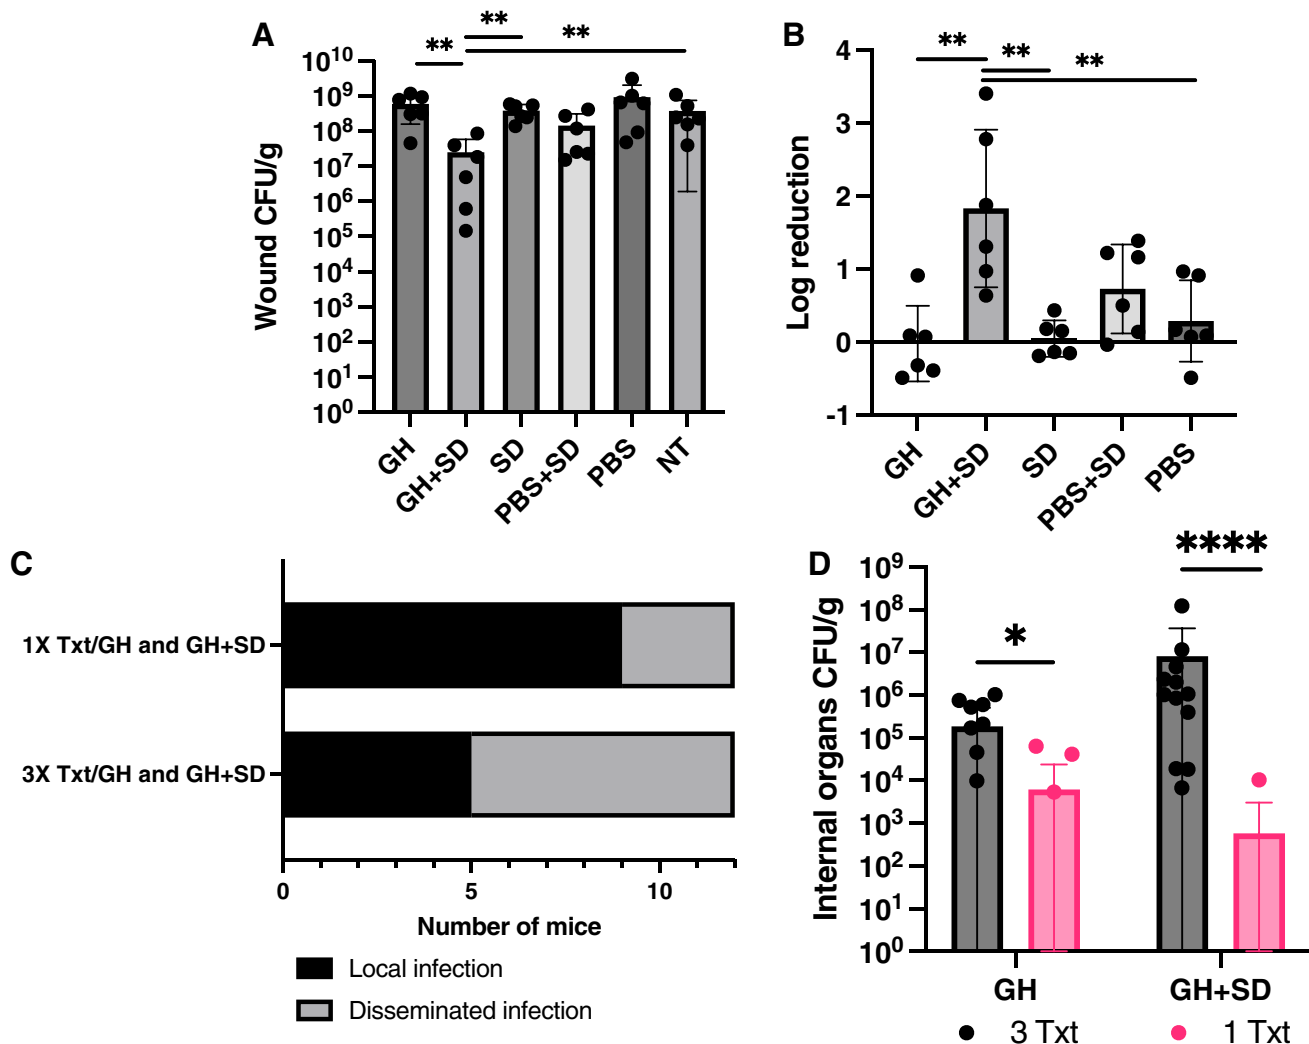 A
** ** **
Wound CFU/g
10^10
10^9
10^8
10^7
10^6
10^5
10^4
10^3
10^2
10^1
10^0
GH GH+SD SD PBS+SD PBS NT
B
** ** **
Log reduction
4
3
2
1
0
-1
GH GH+SD SD PBS+SD PBS
C
1X Txt/GH and GH+SD
3X Txt/GH and GH+SD
0 5 10
Number of mice
Local infection
Disseminated infection
D
* ****
Internal organs CFU/g
10^9
10^8
10^7
10^6
10^5
10^4
10^3
10^2
10^1
10^0
GH GH+SD
3 Txt 1 Txt